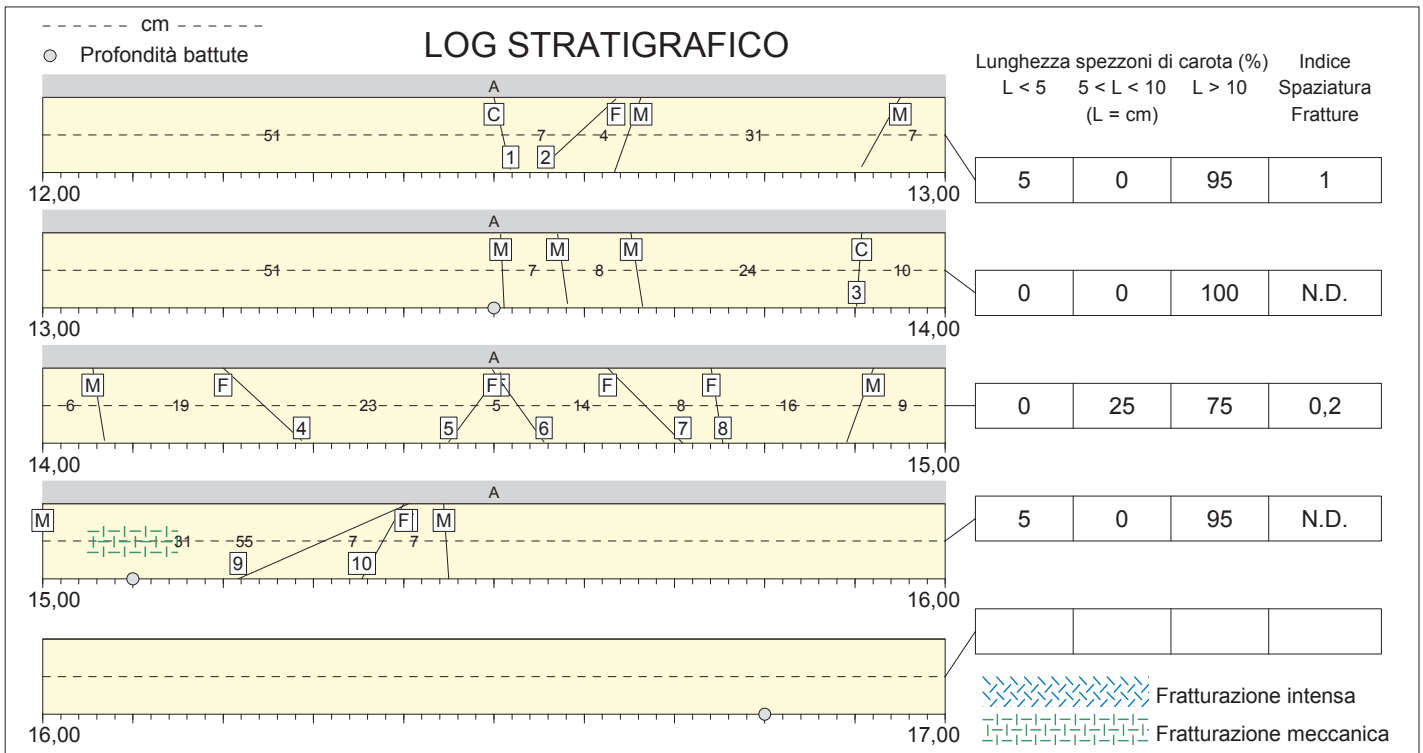 cm
Profondità battute
LOG STRATIGRAFICO
Lunghezza spezzoni di carota (%)
Indice
Spaziatura
Fratture
L < 5
5 < L < 10
L > 10
(L = cm)
A
C F M M
51 7 4 31 7
1 2
12,00 13,00
5 0 95 1
A
M M M C
51 7 8 24 10
3
13,00 14,00
0 0 100 N.D.
A
M F F F F M
6 19 23 5 14 8 16 9
4 5 6 7 8
14,00 15,00
0 25 75 0,2
A
M F M
31 55 7 7
9 10
15,00 16,00
5 0 95 N.D.
16,00 17,00
Fratturazione intensa
Fratturazione meccanica